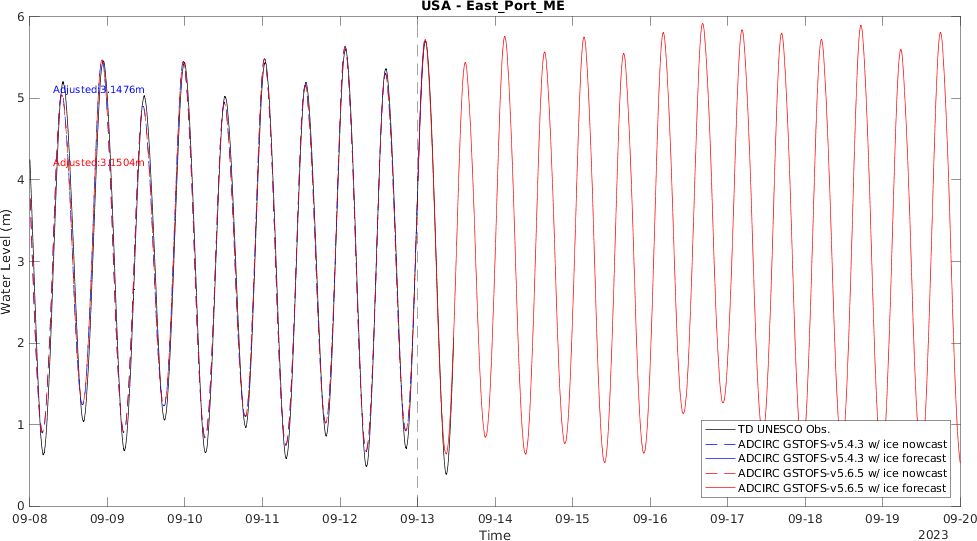 USA - East_Port_ME
6
5
4
3
2
1
0
Water Level (m)
Adjusted:3.1476m
Adjusted:3.1504m
TD UNESCO Obs.
ADCIRC GSTOFS-v5.4.3 w/ ice nowcast
ADCIRC GSTOFS-v5.4.3 w/ ice forecast
ADCIRC GSTOFS-v5.6.5 w/ ice nowcast
ADCIRC GSTOFS-v5.6.5 w/ ice forecast
09-08 09-09 09-10 09-11 09-12 09-13 09-14 09-15 09-16 09-17 09-18 09-19 09-20
Time
2023